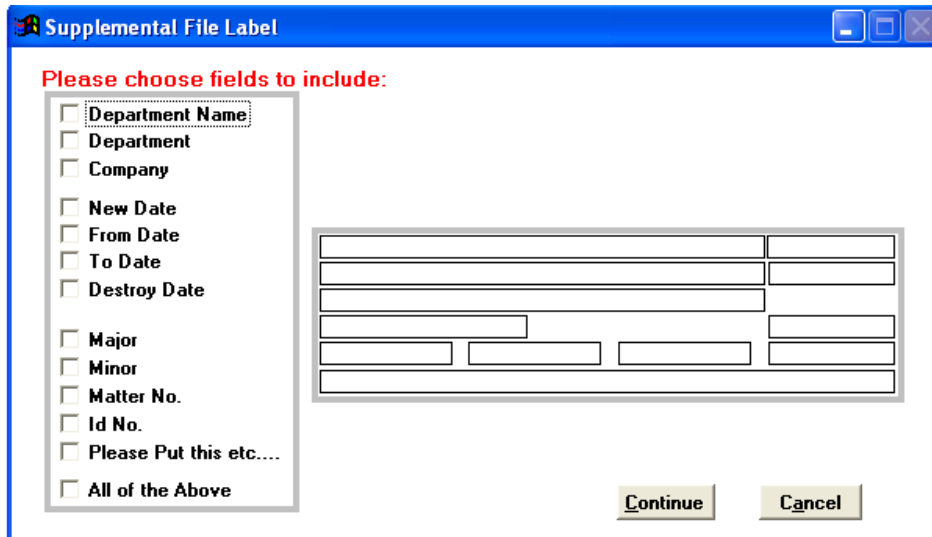 Supplemental File Label
Please choose fields to include:
Department Name
Department
Company
New Date
From Date
To Date
Destroy Date
Major
Minor
Matter No.
Id No.
Please Put this etc....
All of the Above
Continue
Cancel